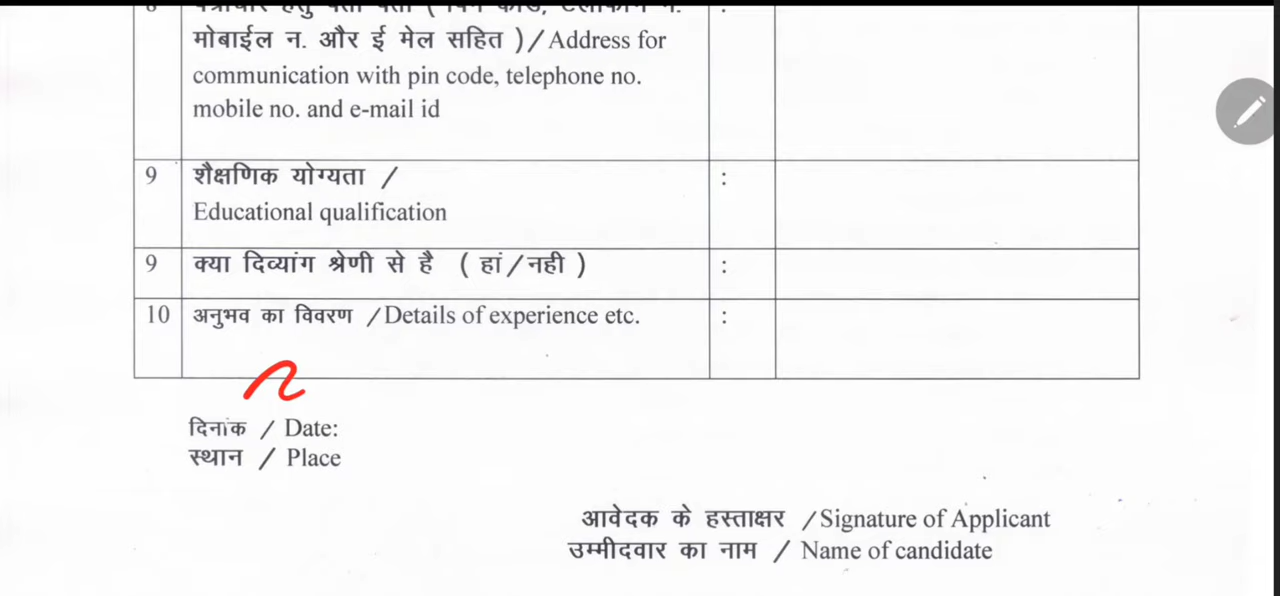 8 पत्राचार हेतु ( पिन कोड, टेलीफोन न. :
मोबाईल न. और ई मेल सहित ) / Address for
communication with pin code, telephone no.
mobile no. and e-mail id
9 शैक्षणिक योग्यता / :
Educational qualification
9 क्या दिव्यांग श्रेणी से है ( हां / नही ) :
10 अनुभव का विवरण / Details of experience etc. :
दिनांक / Date:
स्थान / Place
आवेदक के हस्ताक्षर / Signature of Applicant
उम्मीदवार का नाम / Name of candidate